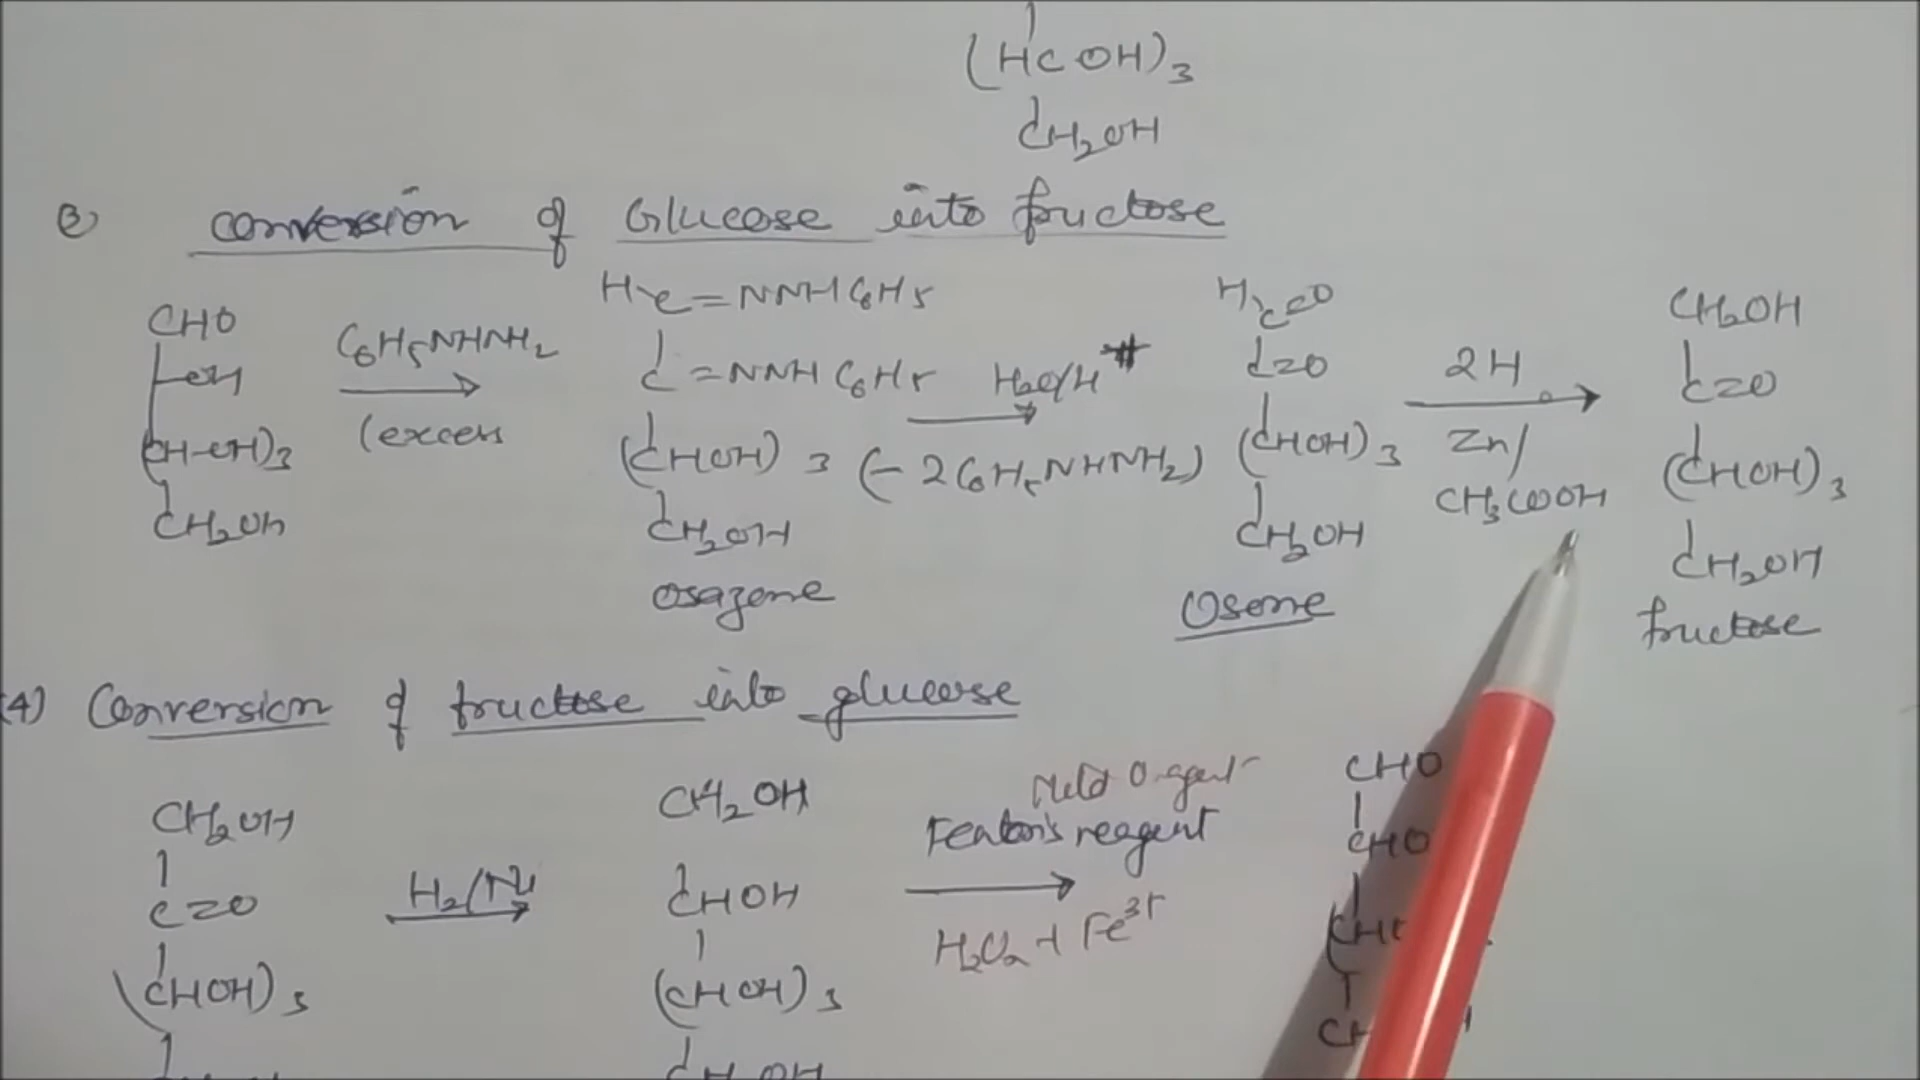 (HCOH)3
CH2OH
3) Conversion of Glucose into fructose
CHO
C6H5NHNH2
(excess
(CH-OH)3
CH2OH
HC=NNHC6H5
C=NNHC6H5
(CHOH)3
CH2OH
Osazone
H2O/H+
(-2C6H5NHNH2)
H C=O
C=O
(CHOH)3
CH2OH
Osone
2H
Zn/
CH3COOH
CH2OH
C=O
(CHOH)3
CH2OH
fructose
(4) Conversion of fructose into glucose
CH2OH
C=O
(CHOH)3
H2/Ni
CH2OH
CHOH
(CHOH)3
CH2OH
Mild O.agent
Fenton's reagent
H2O2 + Fe3+
CHO
CHO